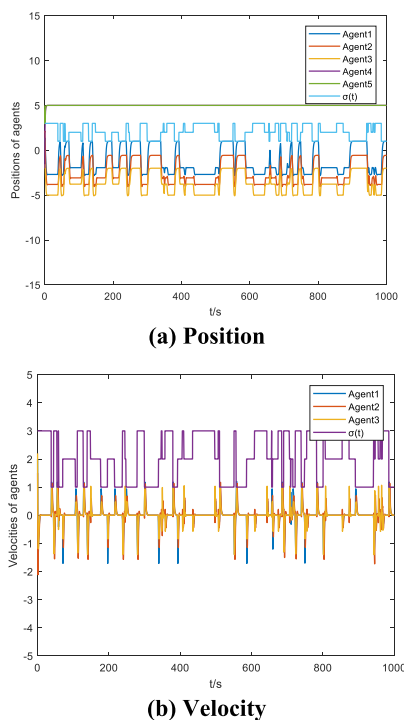 15
10
5
0
-5
-10
-15
Positions of agents
0
200
400
600
800
1000
t/s
Agent1
Agent2
Agent3
Agent4
Agent5
σ(t)
(a) Position
5
4
3
2
1
0
-1
-2
-3
-4
-5
Velocities of agents
0
200
400
600
800
1000
t/s
Agent1
Agent2
Agent3
σ(t)
(b) Velocity